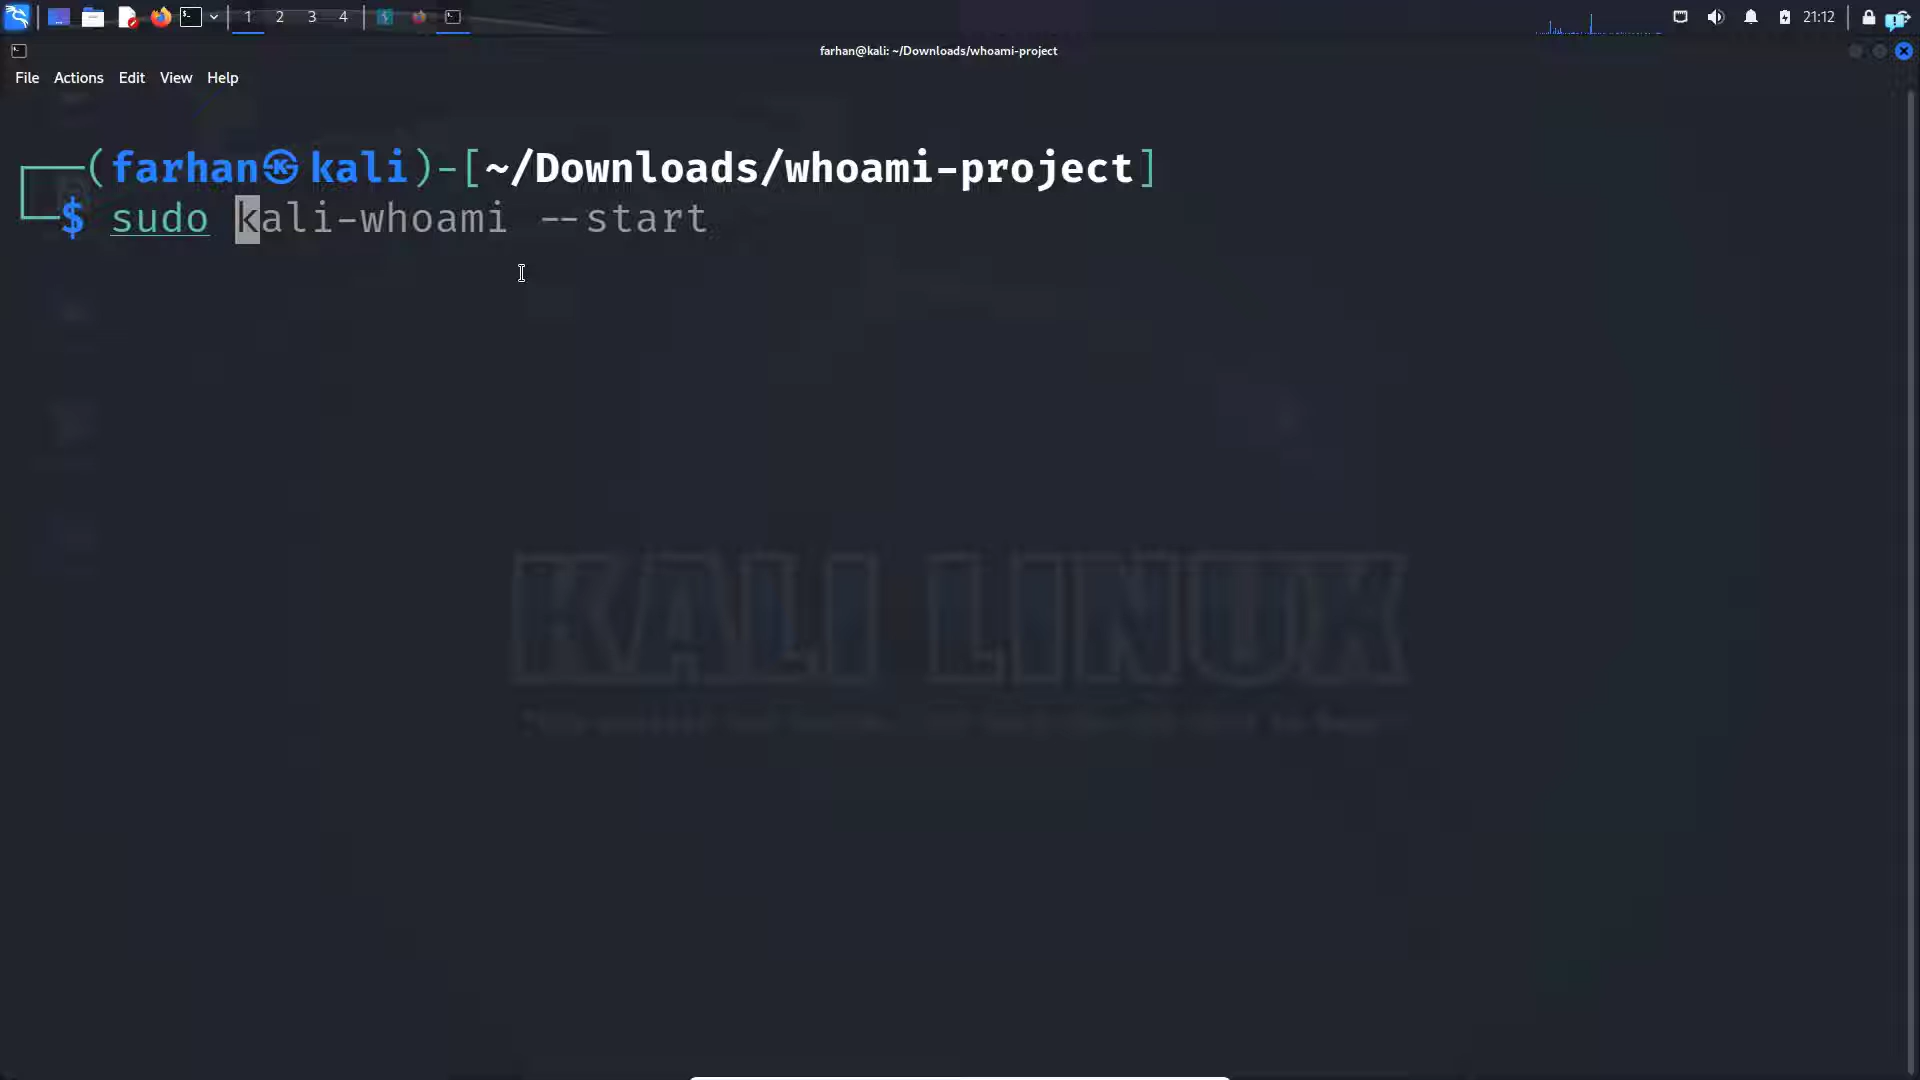 1 2 3 4 21:12
farhan@kali: ~/Downloads/whoami-project
File Actions Edit View Help
(farhan㉿kali)-[~/Downloads/whoami-project]
$ sudo kali-whoami --start
KALI LINUX